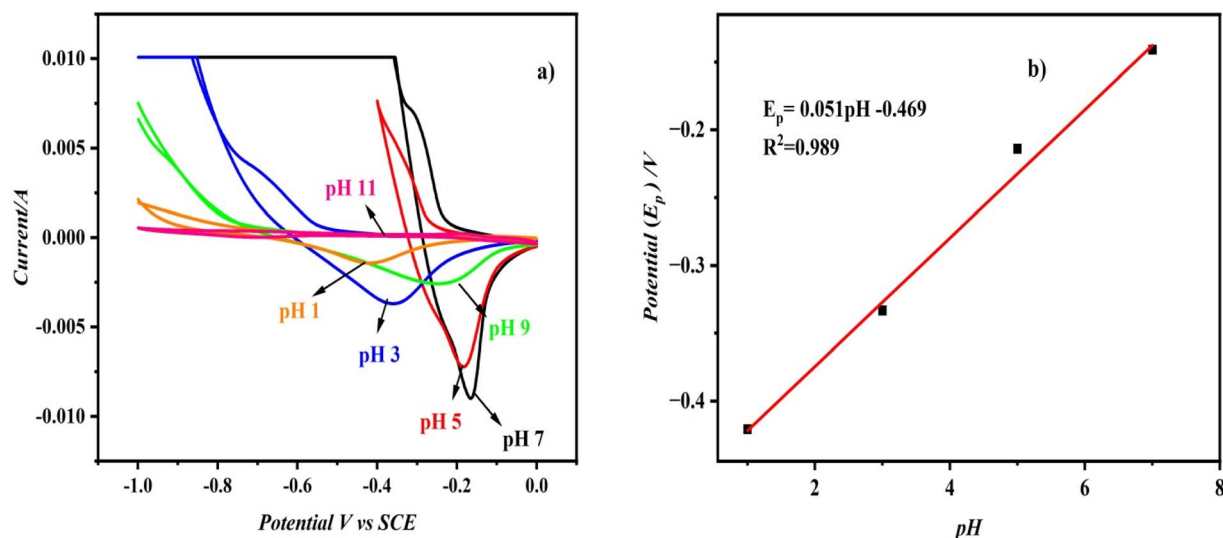 a)
0.010
0.005
0.000
-0.005
-0.010
Current/A
pH 11
pH 1
pH 9
pH 3
pH 5
pH 7
-1.0 -0.8 -0.6 -0.4 -0.2 0.0
Potential V vs SCE
b)
Eₚ= 0.051pH -0.469
R²=0.989
−0.2
−0.3
−0.4
Potential (Eₚ) /V
2 4 6 8
pH